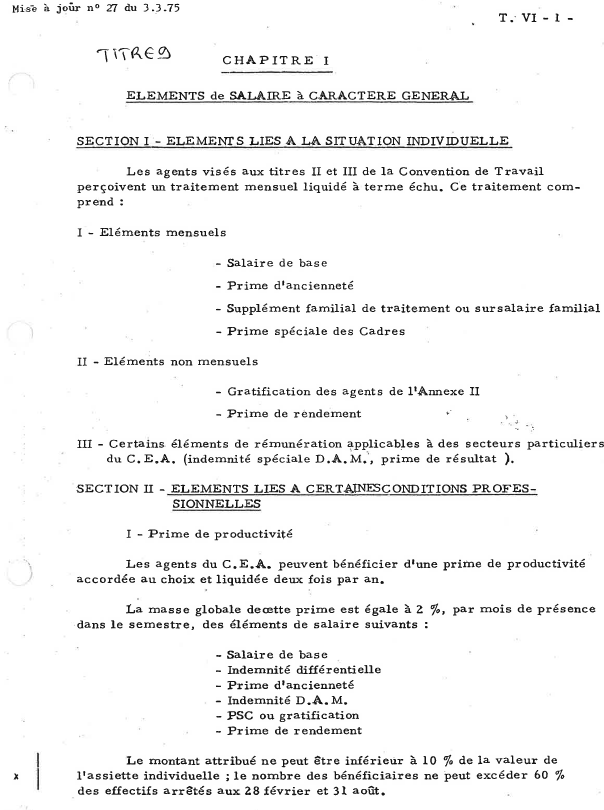 Mise à jour n° 27 du 3.3.75
T. VI - 1 -
TITRE 9
CHAPITRE I
ELEMENTS de SALAIRE à CARACTERE GENERAL
SECTION I - ELEMENTS LIES A LA SITUATION INDIVIDUELLE
Les agents visés aux titres II et III de la Convention de Travail
perçoivent un traitement mensuel liquidé à terme échu. Ce traitement com-
prend :
I - Eléments mensuels
- Salaire de base
- Prime d'ancienneté
- Supplément familial de traitement ou sursalaire familial
- Prime spéciale des Cadres
II - Eléments non mensuels
- Gratification des agents de l'Annexe II
- Prime de rendement
III - Certains éléments de rémunération applicables à des secteurs particuliers
du C.E.A. (indemnité spéciale D.A.M., prime de résultat ).
SECTION II - ELEMENTS LIES A CERTAINES CONDITIONS PROFES-
SIONNELLES
I - Prime de productivité
Les agents du C.E.A. peuvent bénéficier d'une prime de productivité
accordée au choix et liquidée deux fois par an.
La masse globale de cette prime est égale à 2 %, par mois de présence
dans le semestre, des éléments de salaire suivants :
- Salaire de base
- Indemnité différentielle
- Prime d'ancienneté
- Indemnité D.A.M.
- PSC ou gratification
- Prime de rendement
Le montant attribué ne peut être inférieur à 10 % de la valeur de
x l'assiette individuelle ; le nombre des bénéficiaires ne peut excéder 60 %
des effectifs arrêtés aux 28 février et 31 août.